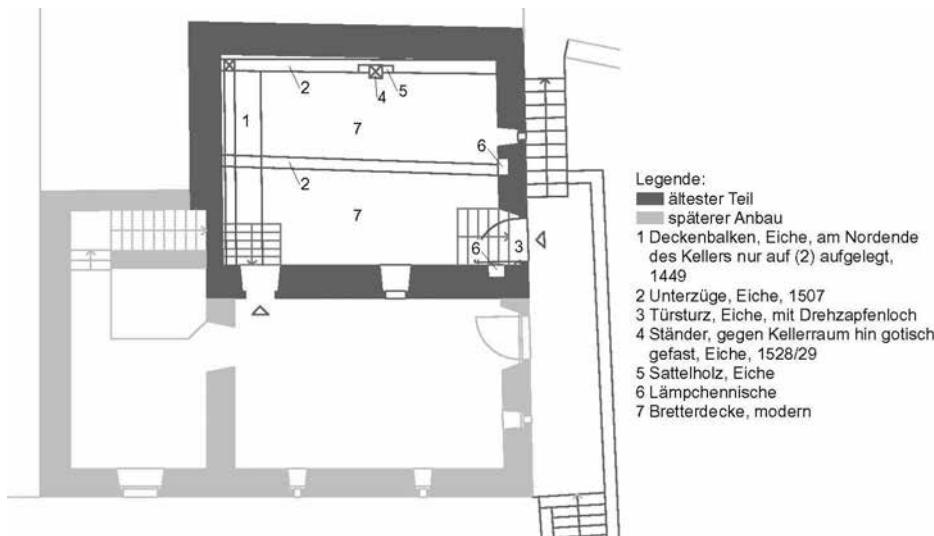 2
4
5
1
7
6
2
7
6
3
Legende:
ältester Teil
späterer Anbau
1 Deckenbalken, Eiche, am Nordende
des Kellers nur auf (2) aufgelegt,
1449
2 Unterzüge, Eiche, 1507
3 Türsturz, Eiche, mit Drehzapfenloch
4 Ständer, gegen Kellerraum hin gotisch
gefast, Eiche, 1528/29
5 Sattelholz, Eiche
6 Lämpchennische
7 Bretterdecke, modern